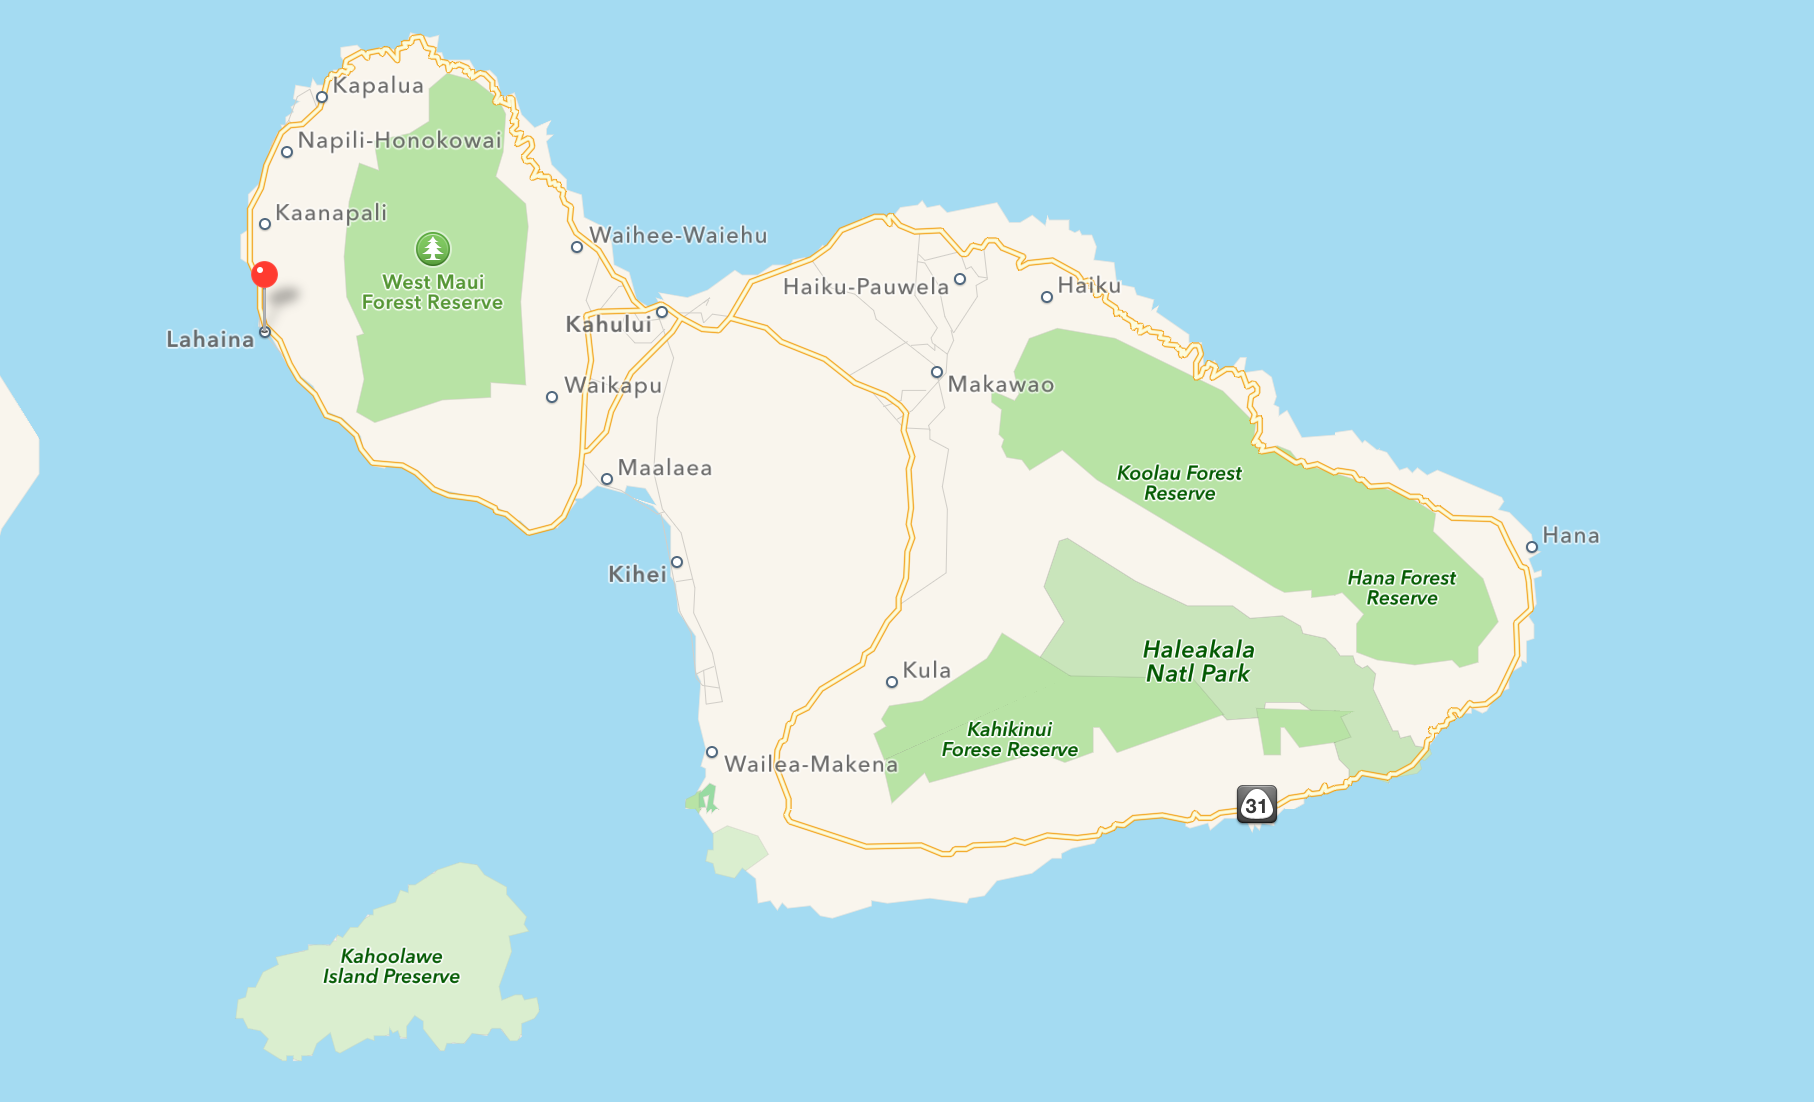 Kapalua
Napili-Honokowai
Kaanapali
Waihee-Waiehu
West Maui
Forest Reserve
Haiku-Pauwela
Haiku
Kahului
Lahaina
Waikapu
Makawao
Maalaea
Koolau Forest
Reserve
Hana
Kihei
Hana Forest
Reserve
Haleakala
Natl Park
Kula
Kahikinui
Forese Reserve
Wailea-Makena
31
Kahoolawe
Island Preserve